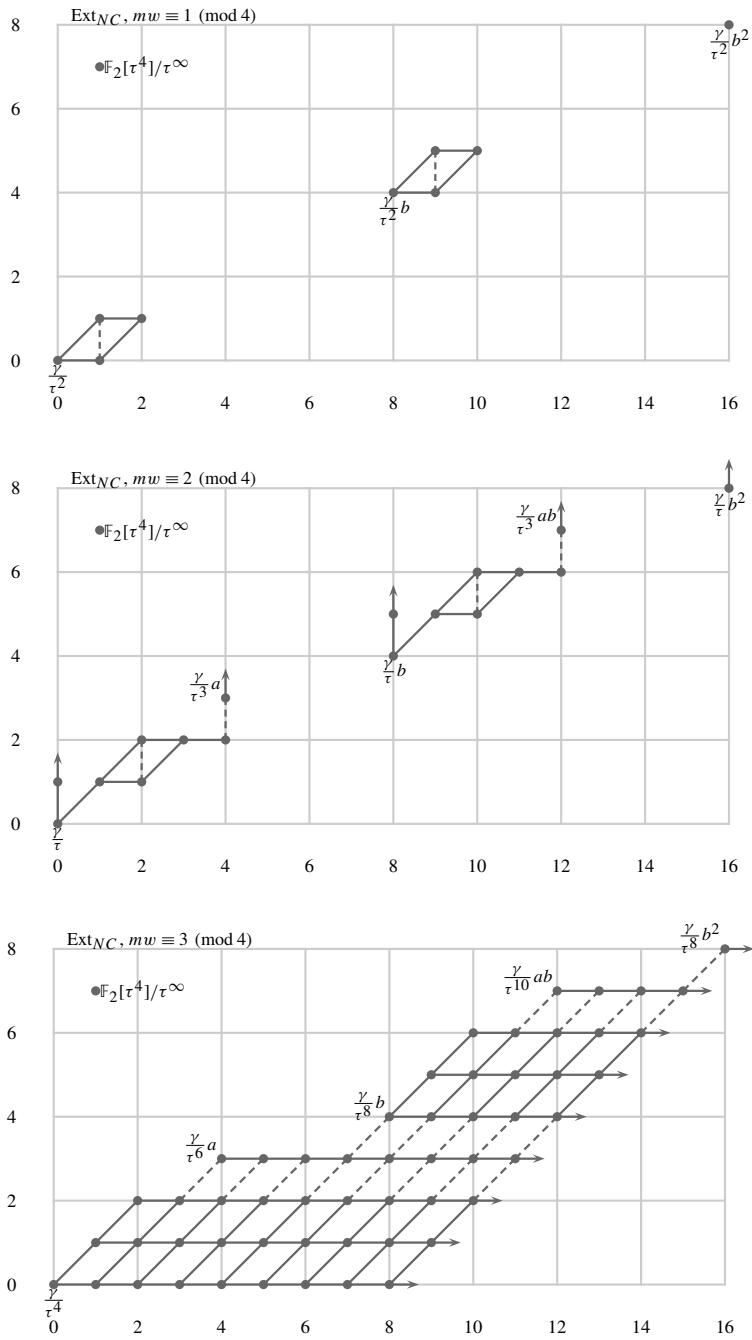 Ext_{NC}, mw ≡ 1 (mod 4)
8
F_2[τ^4]/τ^∞
γ/τ^2 b^2
6
4
γ/τ^2 b
2
0
γ/τ^2
0 2 4 6 8 10 12 14 16
Ext_{NC}, mw ≡ 2 (mod 4)
8
𝔽_2[τ^4]/τ^∞
γ/τ^3 ab
γ/τ b^2
6
4
γ/τ b
γ/τ^3 a
2
0
γ/τ
0 2 4 6 8 10 12 14 16
Ext_{NC}, mw ≡ 3 (mod 4)
γ/τ^8 b^2
8
𝔽_2[τ^4]/τ^∞
γ/τ^{10} ab
6
γ/τ^8 b
4
γ/τ^6 a
2
0
γ/τ^4
0 2 4 6 8 10 12 14 16